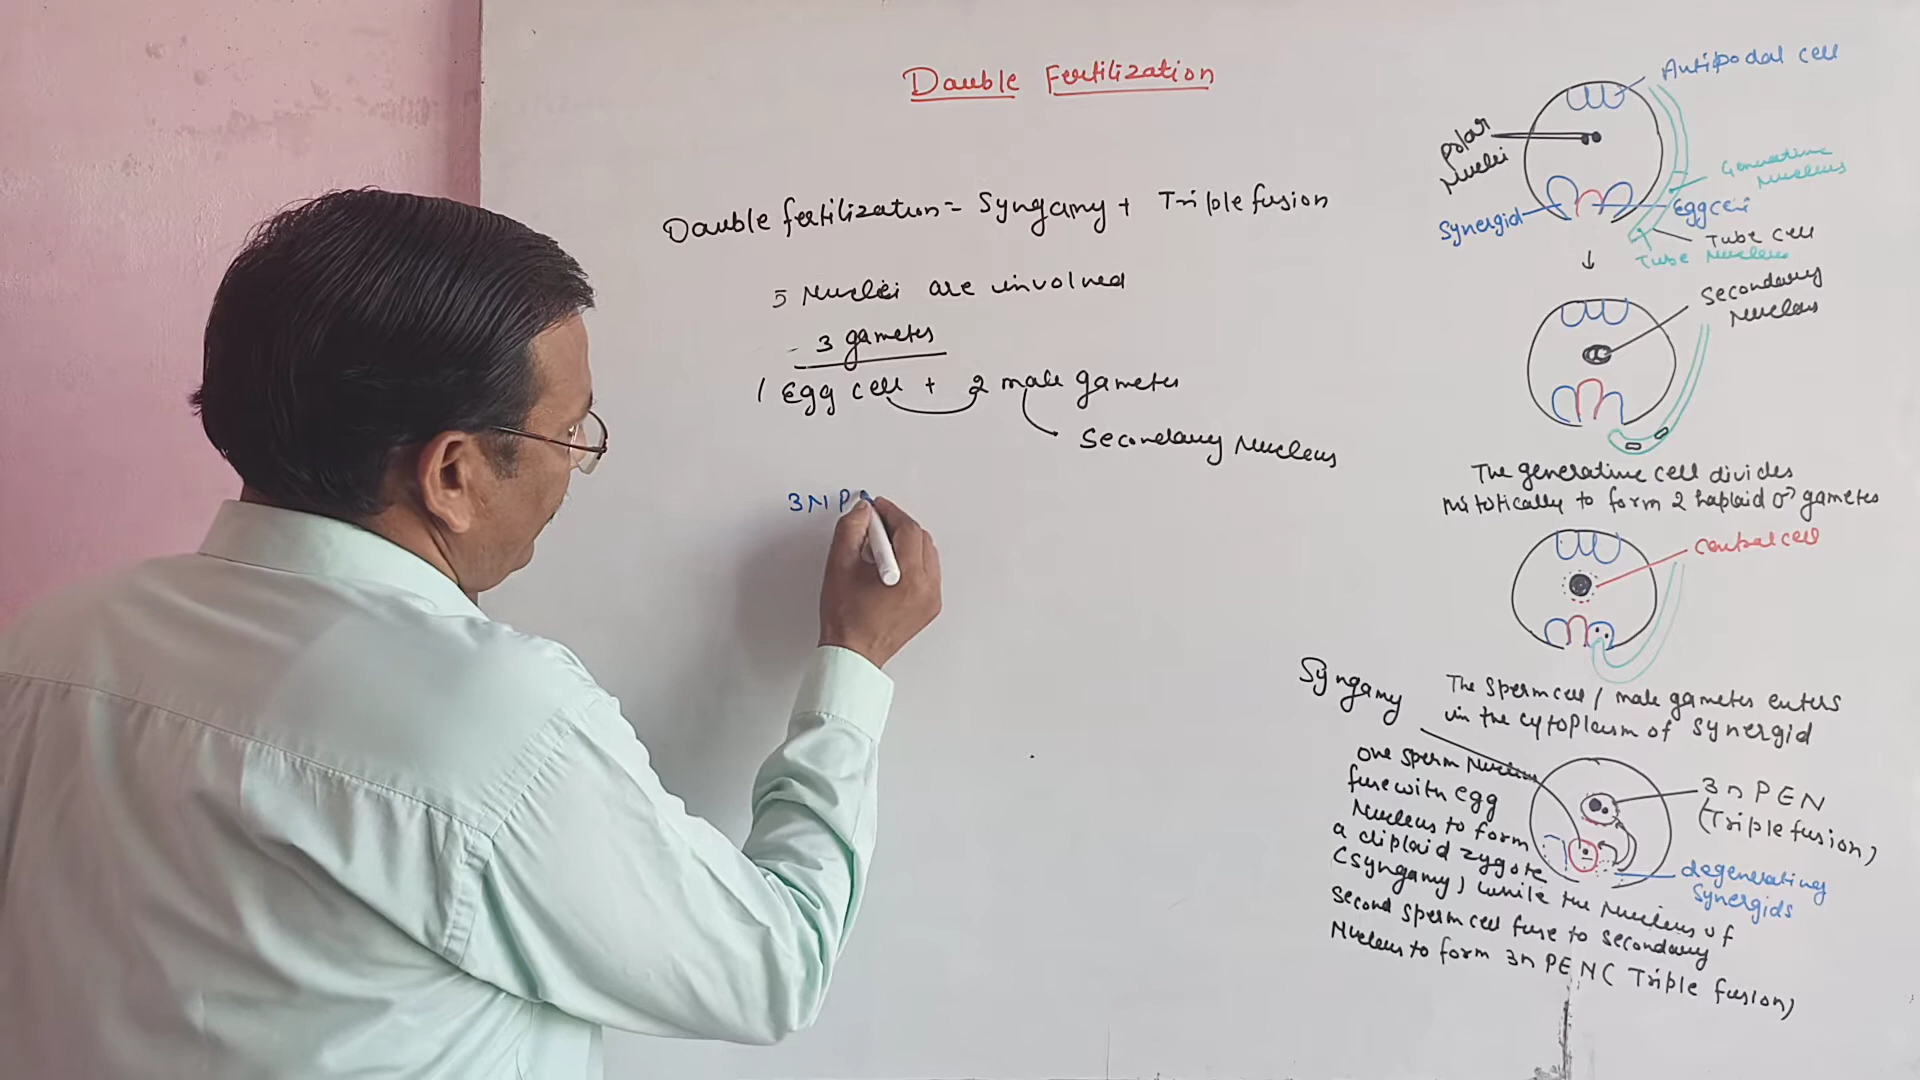 Double Fertilization
Double fertilization = Syngamy + Triple fusion
5 Nuclei are involved
- 3 gametes
1 Egg cell + 2 male gametes
Secondary Nucleus
3N P
Antipodal cell
Polar
Nuclei
Generative
Nucleus
Synergid
Egg cell
Tube cell
Tube Nucleus
↓
Secondary
Nucleus
The generative cell divides
mitotically to form 2 haploid ♂ gametes
Central cell
Syngamy
The sperm cell / male gametes enters
in the cytoplasm of synergid
3n PEN
(Triple fusion)
degenerating
Synergids
One sperm Nucleus
fuse with egg
Nucleus to form
a diploid zygote
(syngamy) while the Nucleus of
second sperm cell fuse to secondary
Nucleus to form 3n PEN ( Triple fusion)